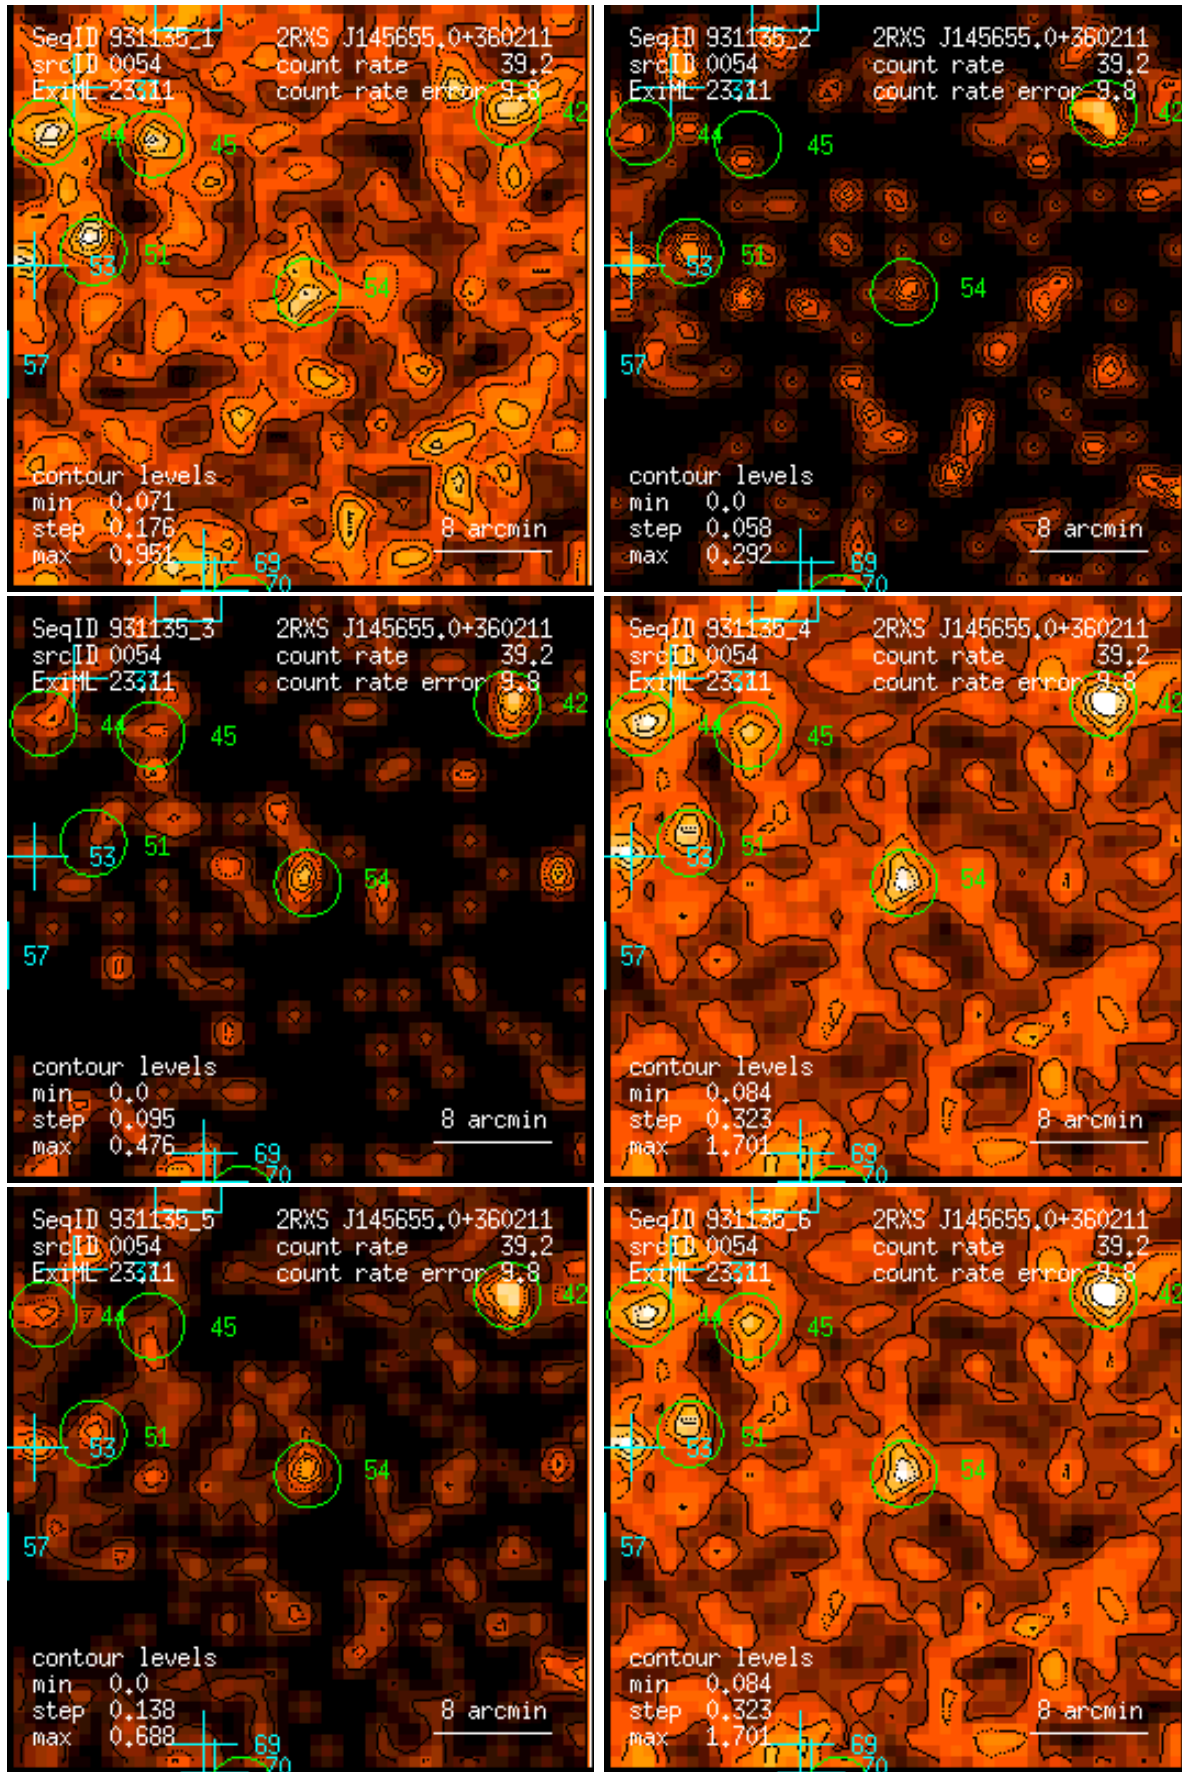 SeqID 931135_1 2RXS J145655.0+360211
srcID 0054 count rate 39.2
ExiML 23.11 count rate error 9.8
37
42
44
45
51
53
54
57
contour levels
min 0.071
step 0.176
max 0.951
8 arcmin
69
70
SeqID 931135_2 2RXS J145655.0+360211
srcID 0054 count rate 39.2
ExiML 23.11 count rate error 9.8
37
42
44
45
51
53
54
57
contour levels
min 0.0
step 0.058
max 0.292
8 arcmin
69
70
SeqID 931135_3 2RXS J145655.0+360211
srcID 0054 count rate 39.2
ExiML 23.11 count rate error 9.8
42
44
45
51
53
54
57
contour levels
min 0.0
step 0.095
max 0.476
8 arcmin
69
70
SeqID 931135_4 2RXS J145655.0+360211
srcID 0054 count rate 39.2
ExiML 23.11 count rate error 9.8
42
44
45
51
53
54
57
contour levels
min 0.084
step 0.323
max 1.701
8 arcmin
69
70
SeqID 931135_5 2RXS J145655.0+360211
srcID 0054 count rate 39.2
ExiML 23.11 count rate error 9.8
42
44
45
51
53
54
57
contour levels
min 0.0
step 0.138
max 0.688
8 arcmin
69
70
SeqID 931135_6 2RXS J145655.0+360211
srcID 0054 count rate 39.2
ExiML 23.11 count rate error 9.8
42
44
45
51
53
54
57
contour levels
min 0.084
step 0.323
max 1.701
8 arcmin
69
70